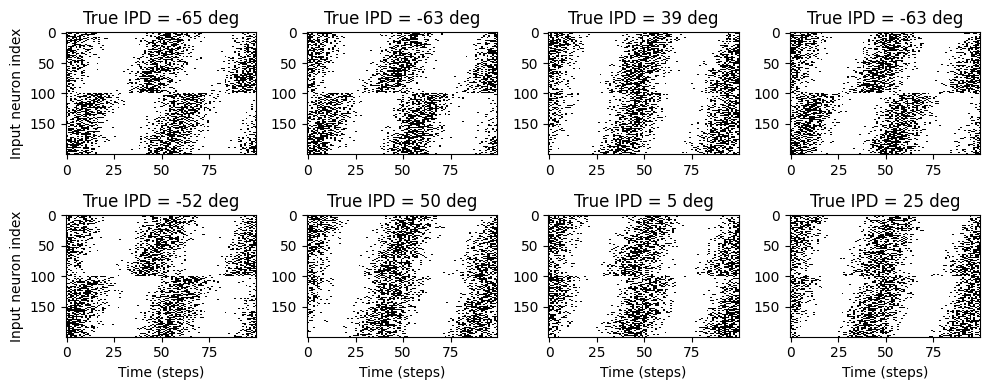 True IPD = -65 deg True IPD = -63 deg True IPD = 39 deg True IPD = -63 deg
Input neuron index
0 0 0 0
50 50 50 50
100 100 100 100
150 150 150 150
0 25 75 0 25 50 75 0 25 50 75 0 25 50 75
True IPD = -52 deg True IPD = 50 deg True IPD = 5 deg True IPD = 25 deg
Input neuron index
0 0 0 0
50 50 50 50
100 100 100 100
150 150 150 150
0 25 50 75 0 25 50 75 0 25 50 75 0 25 50 75
Time (steps) Time (steps) Time (steps) Time (steps)